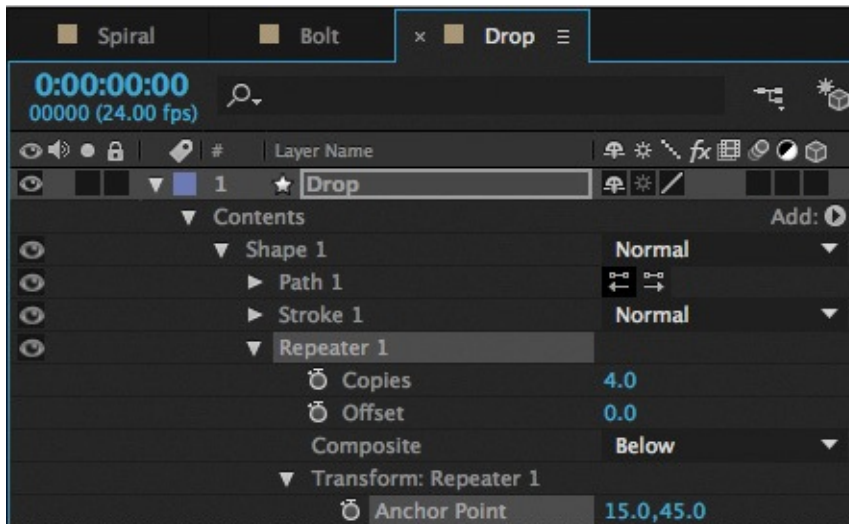 Spiral Bolt × Drop ≡
0:00:00:00
00000 (24.00 fps)
# Layer Name fx
1 Drop
Contents Add:
Shape 1 Normal
Path 1
Stroke 1 Normal
Repeater 1
Copies 4.0
Offset 0.0
Composite Below
Transform: Repeater 1
Anchor Point 15.0,45.0